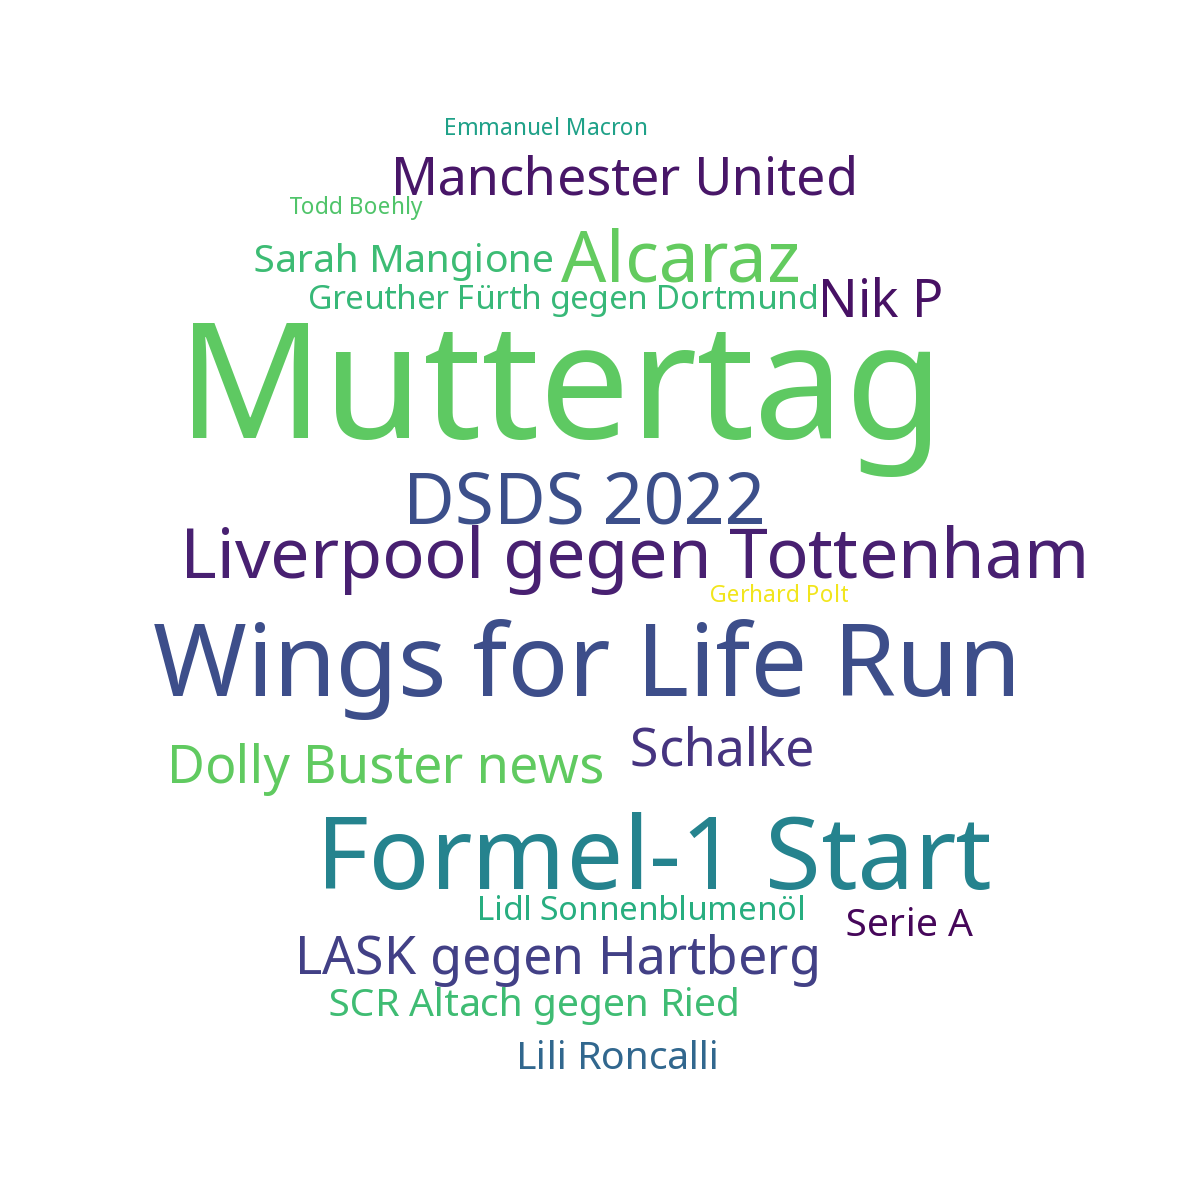 Emmanuel Macron
Manchester United
Todd Boehly
Sarah Mangione
Alcaraz
Greuther Fürth gegen Dortmund
Nik P
Muttertag
DSDS 2022
Liverpool gegen Tottenham
Gerhard Polt
Wings for Life Run
Schalke
Dolly Buster news
Formel-1 Start
Lidl Sonnenblumenöl
Serie A
LASK gegen Hartberg
SCR Altach gegen Ried
Lili Roncalli